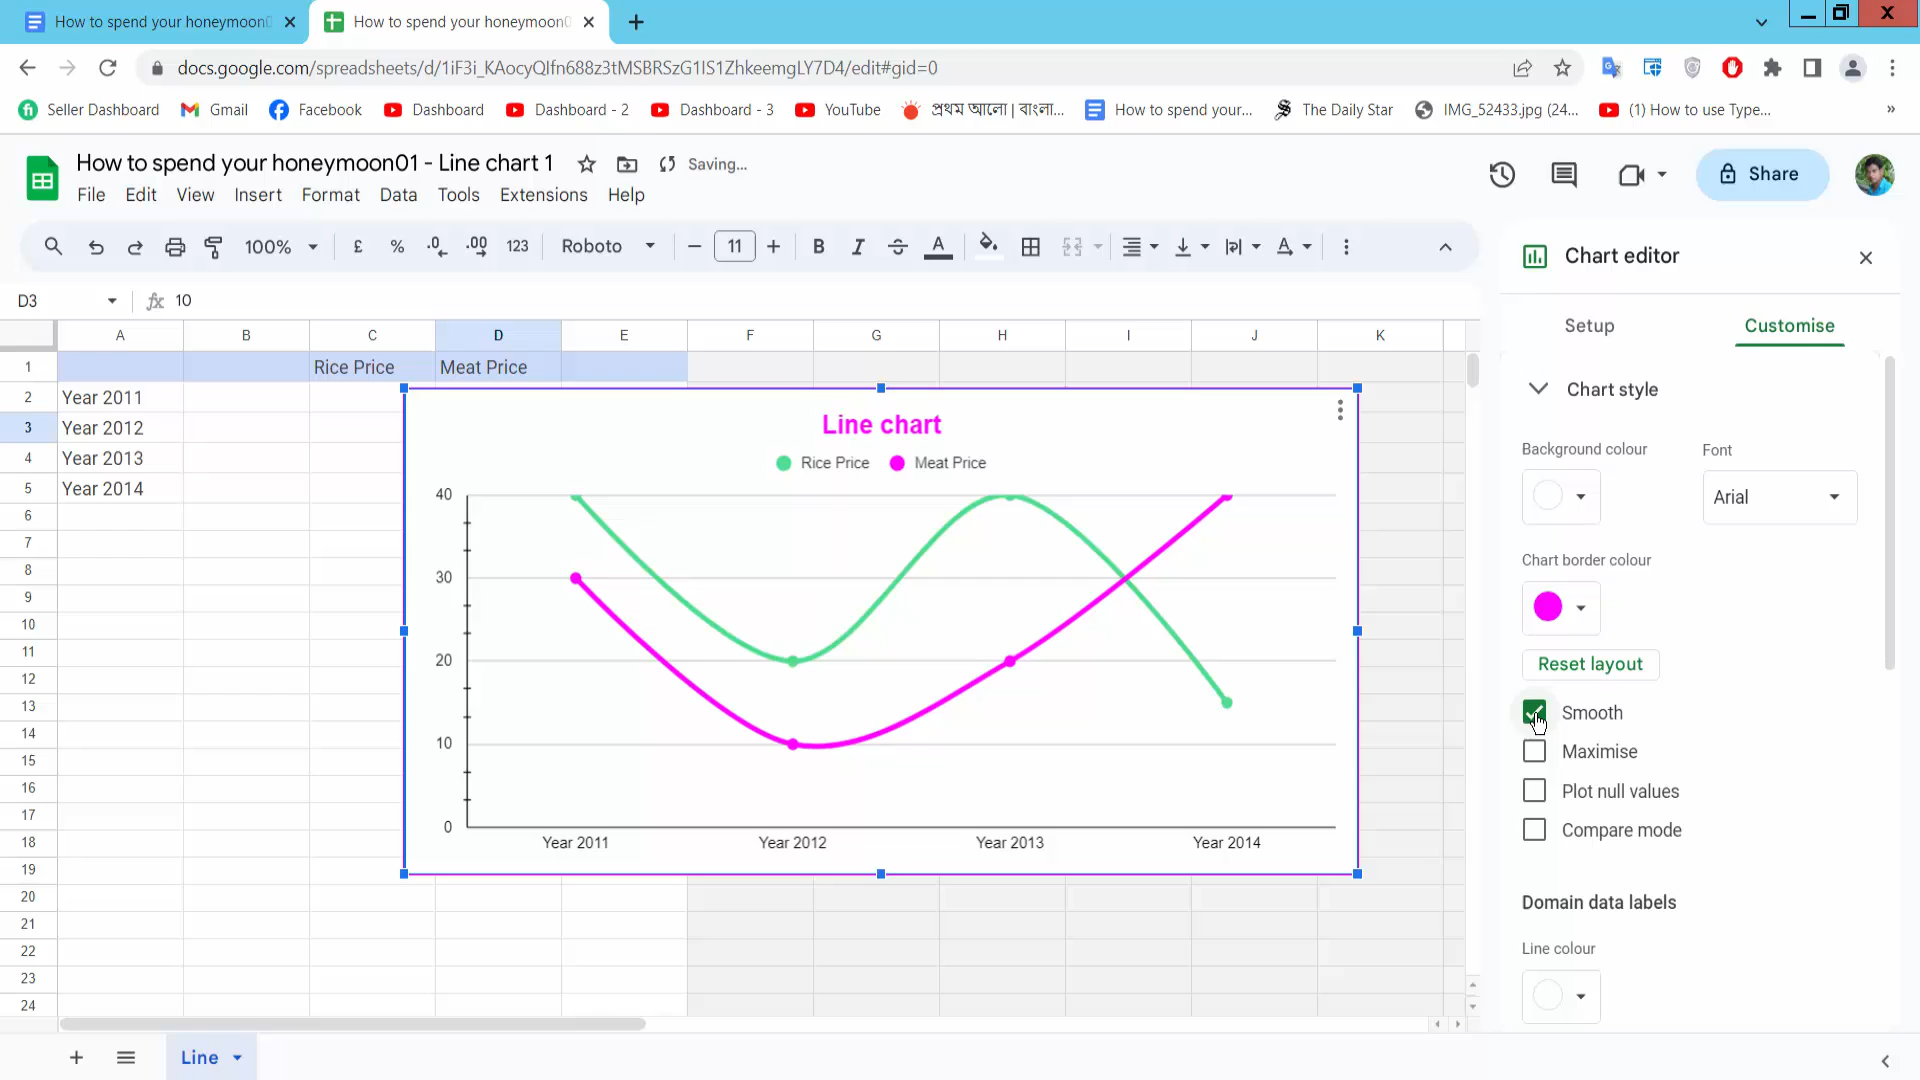 How to spend your honeymoon0
How to spend your honeymoon0
docs.google.com/spreadsheets/d/1iF3i_KAocyQIfn688z3tMSBRSzG1IS1ZhkeemgLY7D4/edit#gid=0
Seller Dashboard
Gmail
Facebook
Dashboard
Dashboard - 2
Dashboard - 3
YouTube
প্রথম আলো | বাংলা...
How to spend your...
The Daily Star
IMG_52433.jpg (24...
(1) How to use Type...
»
How to spend your honeymoon01 - Line chart 1
Saving...
Share
File Edit View Insert Format Data Tools Extensions Help
100% £ % .0 .00 123 Roboto − 11 + B I S A
D3 fx 10
A B C D E F G H I J K
1 Rice Price Meat Price
2 Year 2011
3 Year 2012
4 Year 2013
5 Year 2014
6
7
8
9
10
11
12
13
14
15
16
17
18
19
20
21
22
23
24
Line chart
Rice Price Meat Price
40
30
20
10
0
Year 2011 Year 2012 Year 2013 Year 2014
Chart editor
Setup Customise
Chart style
Background colour Font
Arial
Chart border colour
Reset layout
Smooth
Maximise
Plot null values
Compare mode
Domain data labels
Line colour
Line